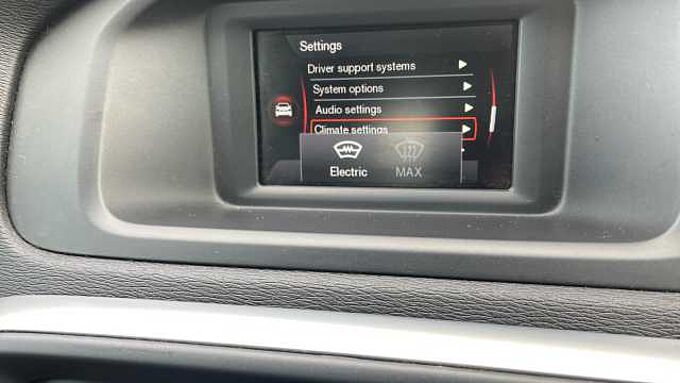 Settings
Driver support systems
System options
Audio settings
Climate settings
Electric
MAX